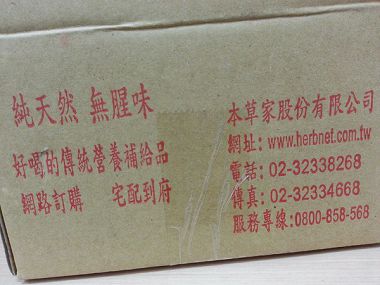 純天然 無腥味
好喝的傳統營養補給品
網路訂購 宅配到府
本草家股份有限公司
網址: www.herbnet.com.tw
電話: 02-32338268
傳真: 02-32334668
服務專線:0800-858-568